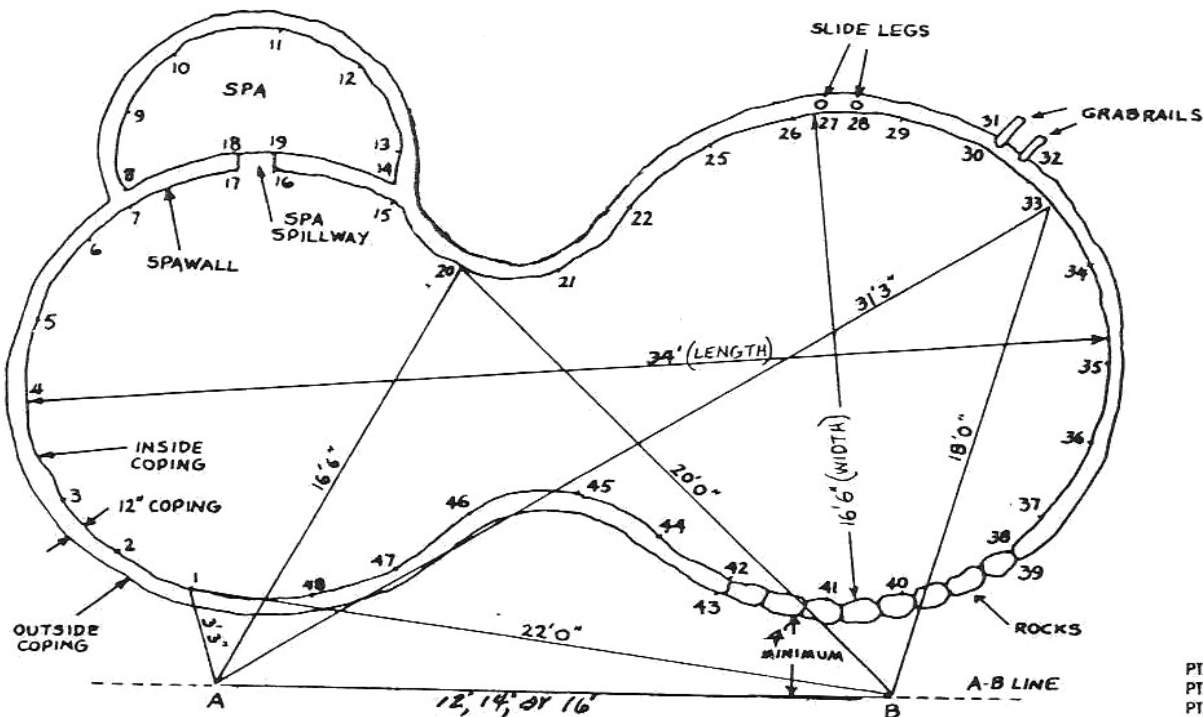 SLIDE LEGS
11
10
12
SPA
9
31
GRABRAILS
26
27
28
29
30
32
18
19
13
25
8
17
16
14
7
15
22
33
SPA
SPILLWAY
6
SPAWALL
20
21
34
31'3"
5
34' (LENGTH)
35
4
INSIDE
COPING
16'6"
20'0"
16'6" (WIDTH)
18'0"
36
3
12" COPING
46
45
37
2
44
38
47
42
1
48
43
41
40
39
OUTSIDE
COPING
3'3"
22'0"
4'
MINIMUM
ROCKS
A
12', 14', or 16'
B
A-B LINE
PT
PT
PT